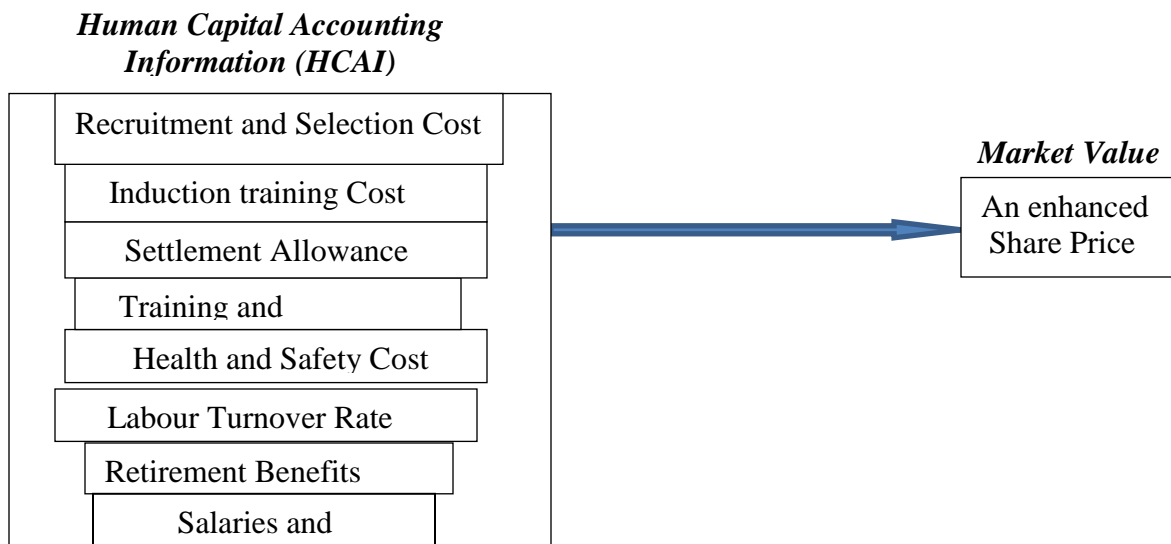 Human Capital Accounting
Information (HCAI)
Recruitment and Selection Cost
Induction training Cost
Settlement Allowance
Training and
Health and Safety Cost
Labour Turnover Rate
Retirement Benefits
Salaries and
Market Value
An enhanced
Share Price